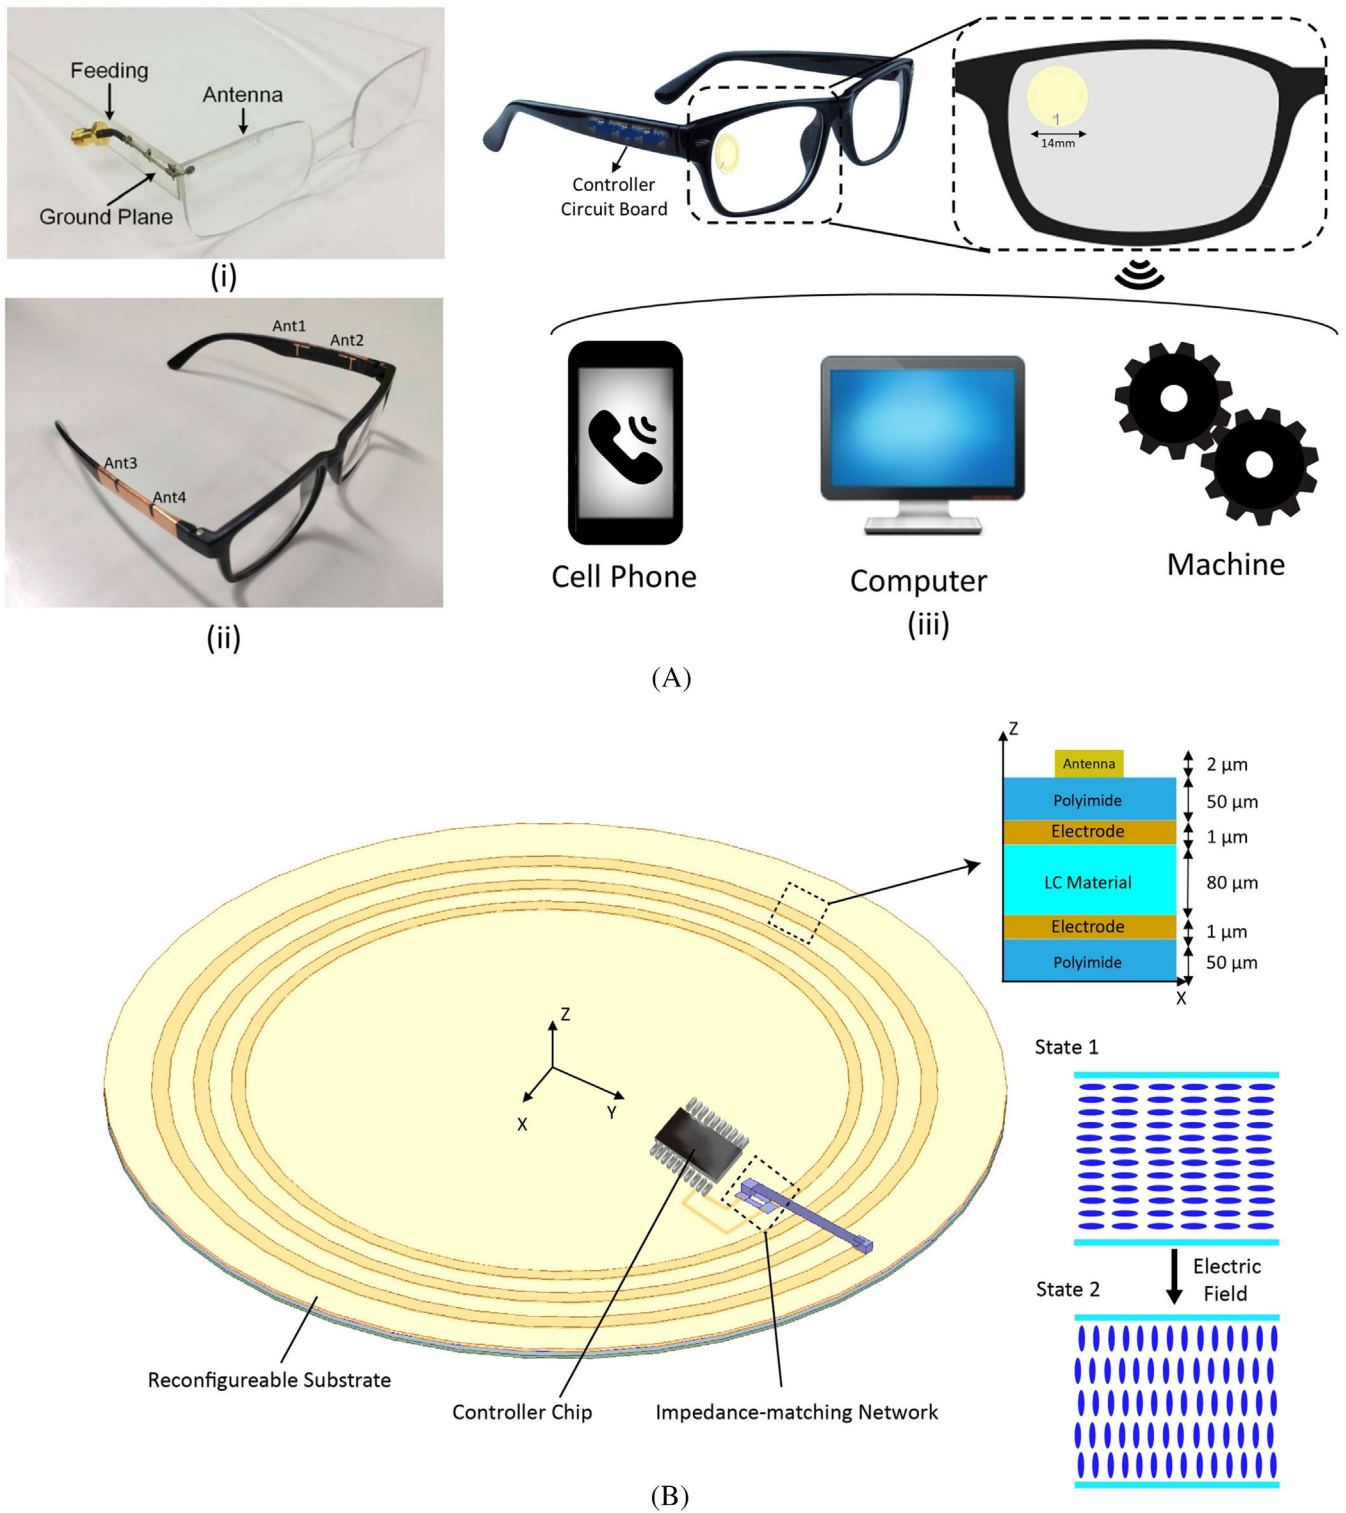 Feeding
Antenna
Ground Plane
(i)
Ant1
Ant2
Ant3
Ant4
(ii)
Controller
Circuit Board
14mm
Cell Phone
Computer
Machine
(iii)
(A)
Z
Antenna
2 µm
Polyimide
50 µm
Electrode
1 µm
LC Material
80 µm
Electrode
1 µm
Polyimide
50 µm
X
Z
X
Y
Reconfigureable Substrate
Controller Chip
Impedance-matching Network
State 1
Electric
Field
State 2
(B)